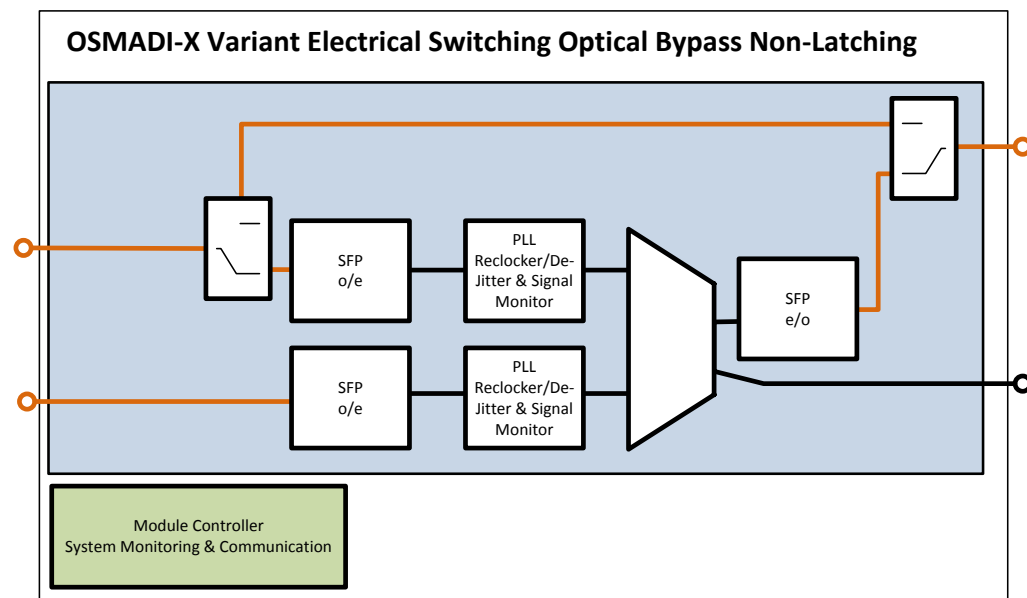 OSMADI-X Variant Electrical Switching Optical Bypass Non-Latching
SFP
o/e
PLL
Reclocker/De-
Jitter & Signal
Monitor
SFP
e/o
SFP
o/e
PLL
Reclocker/De-
Jitter & Signal
Monitor
Module Controller
System Monitoring & Communication